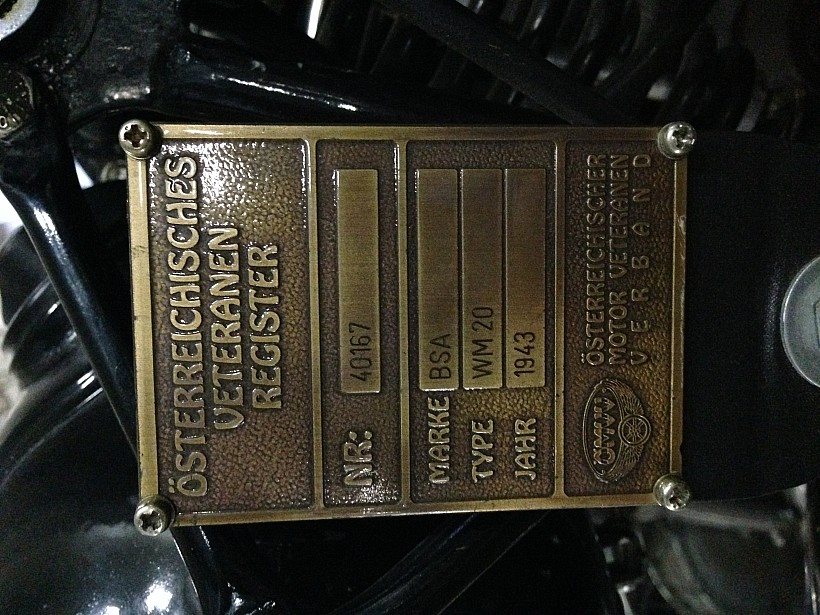 ÖSTERREICHISCHES
VETERANEN
REGISTER
NR: 40167
MARKE BSA
TYPE WM 20
JAHR 1943
ÖMVV
ÖSTERREICHISCHER
MOTOR VETERANEN
VERBAND